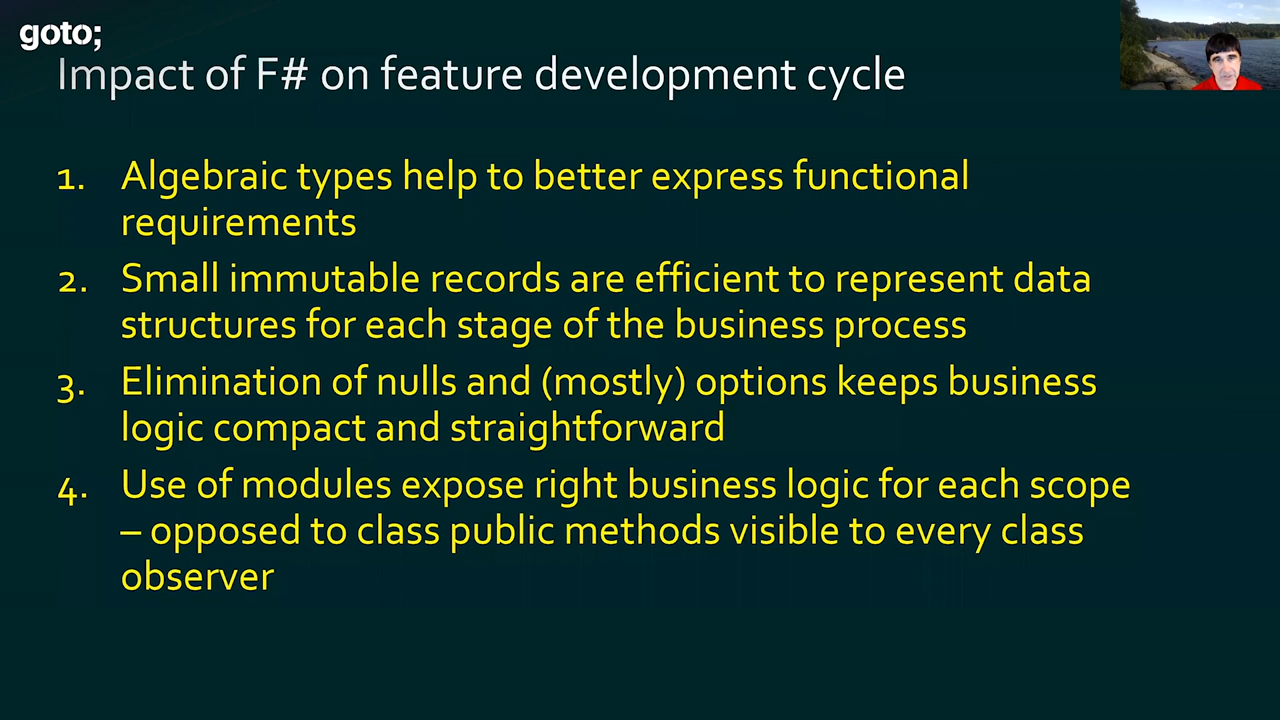 goto;
Impact of F# on feature development cycle
1. Algebraic types help to better express functional
requirements
2. Small immutable records are efficient to represent data
structures for each stage of the business process
3. Elimination of nulls and (mostly) options keeps business
logic compact and straightforward
4. Use of modules expose right business logic for each scope
– opposed to class public methods visible to every class
observer